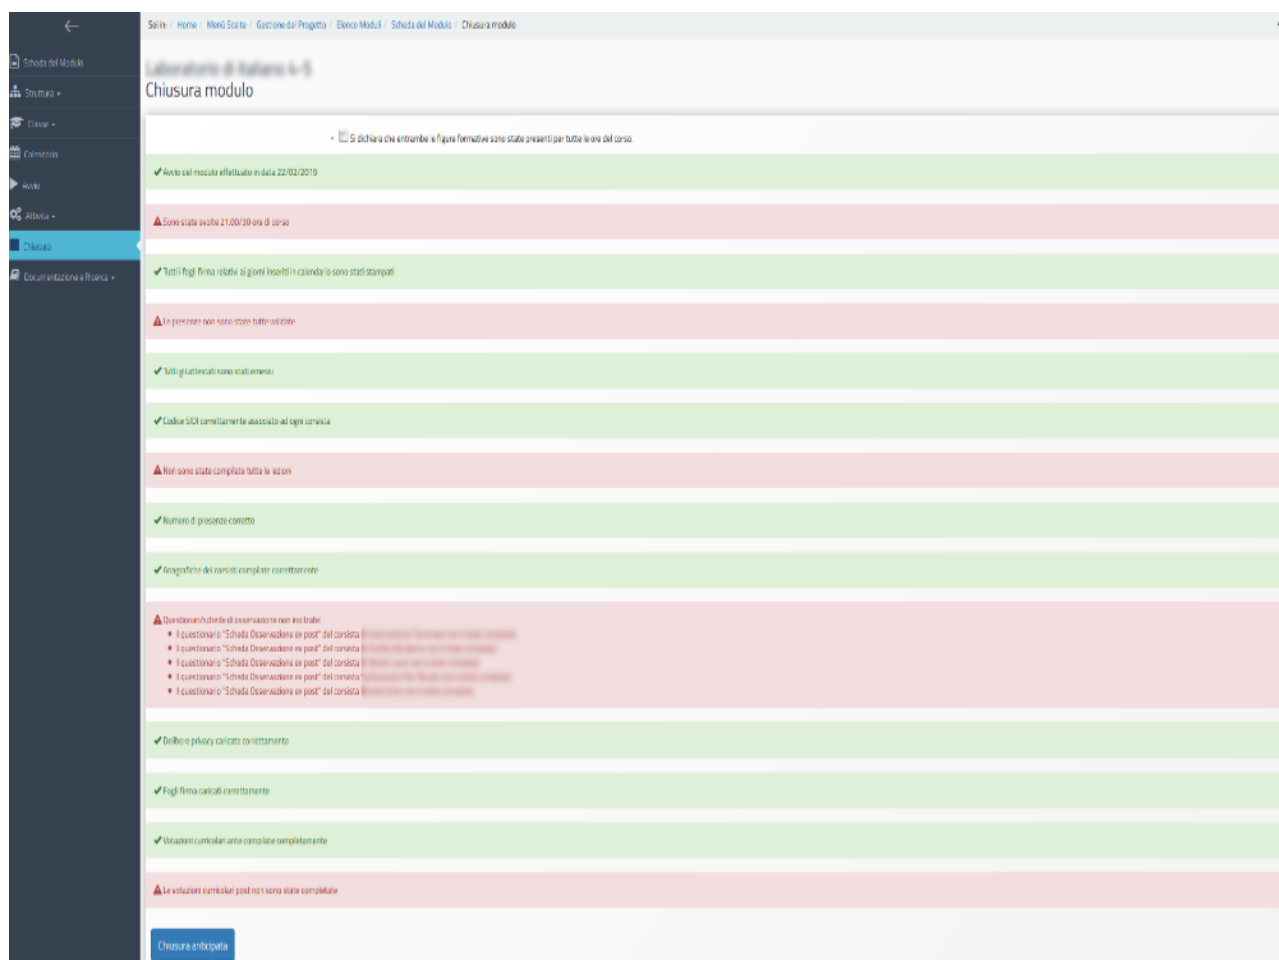 Sei in: / Home / Menù Scelte / Gestione del Progetto / Elenco Moduli / Scheda del Modulo / Chiusura modulo
Scheda del Modulo
Struttura
Classe
Calendario
Avvio
Attività
Chiusura
Documentazione e Ricerca
Laboratorio di italiano 4-5
Chiusura modulo
* Si dichiara che entrambe le figure formative sono state presenti per tutte le ore del corso.
Avvio del modulo effettuato in data 22/02/2019
Sono state svolte 21.00/30 ore di corso
Tutti i fogli firma relativi ai giorni inseriti in calendario sono stati stampati
Le presenze non sono state tutte validate
Tutti gli attestati sono stati emessi
Codice SIDI correttamente associato ad ogni corsista
Non sono state compilate tutte le lezioni
Numero di presenze corretto
Anagrafiche dei corsisti compilate correttamente
Questionari/schede di osservazione non inoltrate
Il questionario "Scheda Osservazione ex post" del corsista
Il questionario "Scheda Osservazione ex post" del corsista
Il questionario "Scheda Osservazione ex post" del corsista
Il questionario "Scheda Osservazione ex post" del corsista
Il questionario "Scheda Osservazione ex post" del corsista
Delibere privacy caricate correttamente
Fogli firma caricati correttamente
Votazioni curricolari ante compilate completamente
Le votazioni curricolari post non sono state completate
Chiusura anticipata